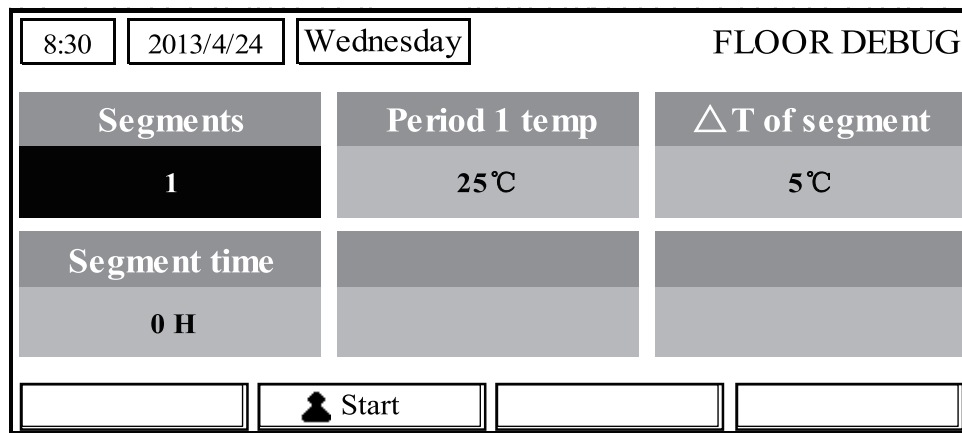 8:30 2013/4/24 Wednesday FLOOR DEBUG
Segments Period 1 temp △T of segment
1 25℃ 5℃
Segment time
0 H
Start